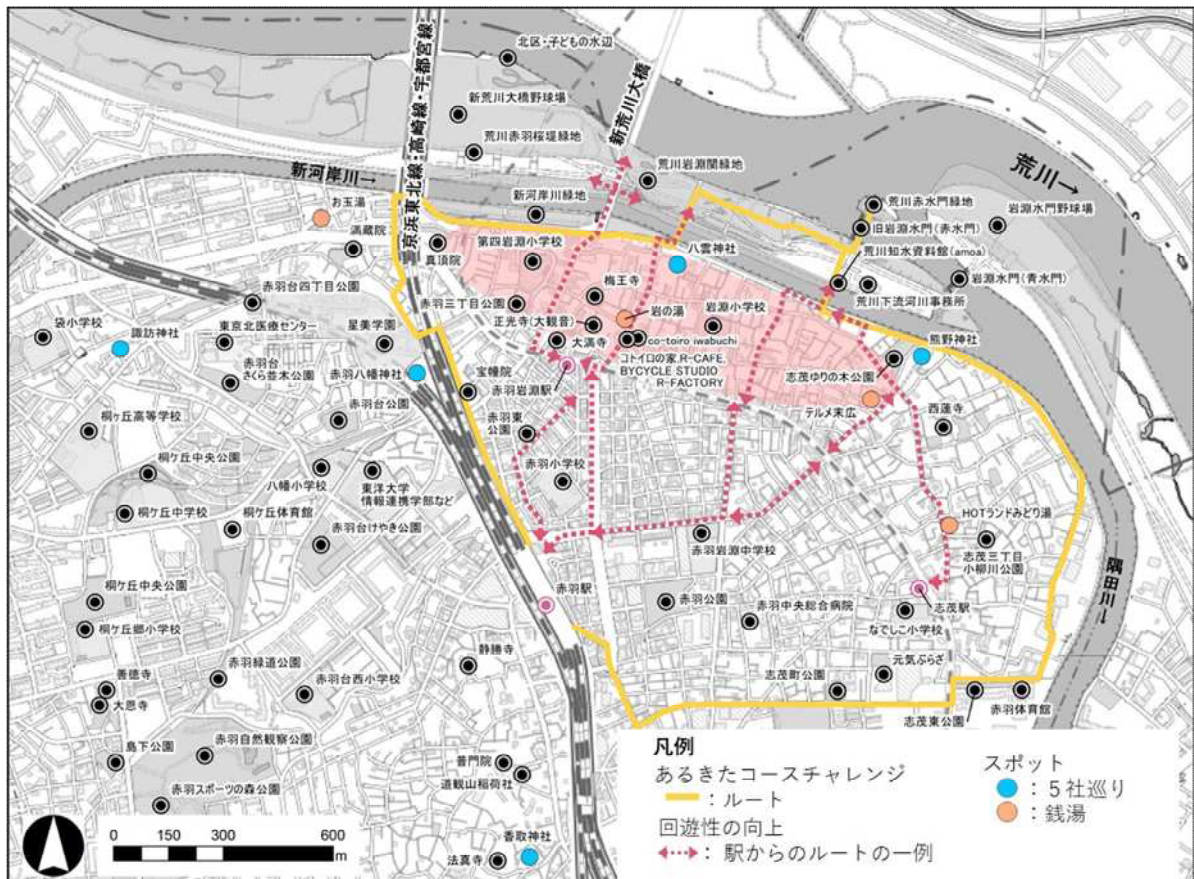 京浜東北線・高崎線・宇都宮線
北区・子どもの水辺
新荒川大橋野球場
新荒川大橋
荒川赤羽桜堤緑地
荒川岩淵関緑地
荒川→
新河岸川→
お玉湯
新河岸川緑地
荒川赤水門緑地
岩淵水門野球場
旧岩淵水門(赤水門)
満蔵院
真頂院
第四岩淵小学校
八雲神社
荒川知水資料館(amoa)
岩淵水門(青水門)
荒川下流河川事務所
赤羽台四丁目公園
梅王寺
赤羽三丁目公園
岩の湯
岩淵小学校
袋小学校
諏訪神社
東京北医療センター
星美学園
正光寺(大観音)
大満寺
co-toiro iwabuchi
コトイロの家,R-CAFE,
BYCYCLE STUDIO
R-FACTORY
熊野神社
志茂ゆりの木公園
赤羽台
さくら並木公園
赤羽八幡神社
宝幢院
赤羽岩淵駅
テルメ末広
西蓮寺
桐ヶ丘高等学校
赤羽台公園
赤羽東
公園
桐ケ丘中央公園
八幡小学校
東洋大学
情報連携学部など
赤羽小学校
桐ケ丘中学校
桐ケ丘体育館
赤羽台けやき公園
赤羽岩淵中学校
HOTランドみどり湯
志茂三丁目
小柳川公園
隅田川→
桐ケ丘中央公園
赤羽駅
赤羽公園
志茂駅
桐ケ丘郷小学校
赤羽中央総合病院
なでしこ小学校
善徳寺
赤羽緑道公園
静勝寺
元気ぷらざ
大恩寺
赤羽台西小学校
志茂町公園
志茂東公園
赤羽体育館
島下公園
赤羽自然観察公園
普門院
道観山稲荷社
赤羽スポーツの森公園
香取神社
法真寺
0 150 300 600
m
凡例
あるきたコースチャレンジ
:ルート
回遊性の向上
:駅からのルートの一例
スポット
:5社巡り
:銭湯